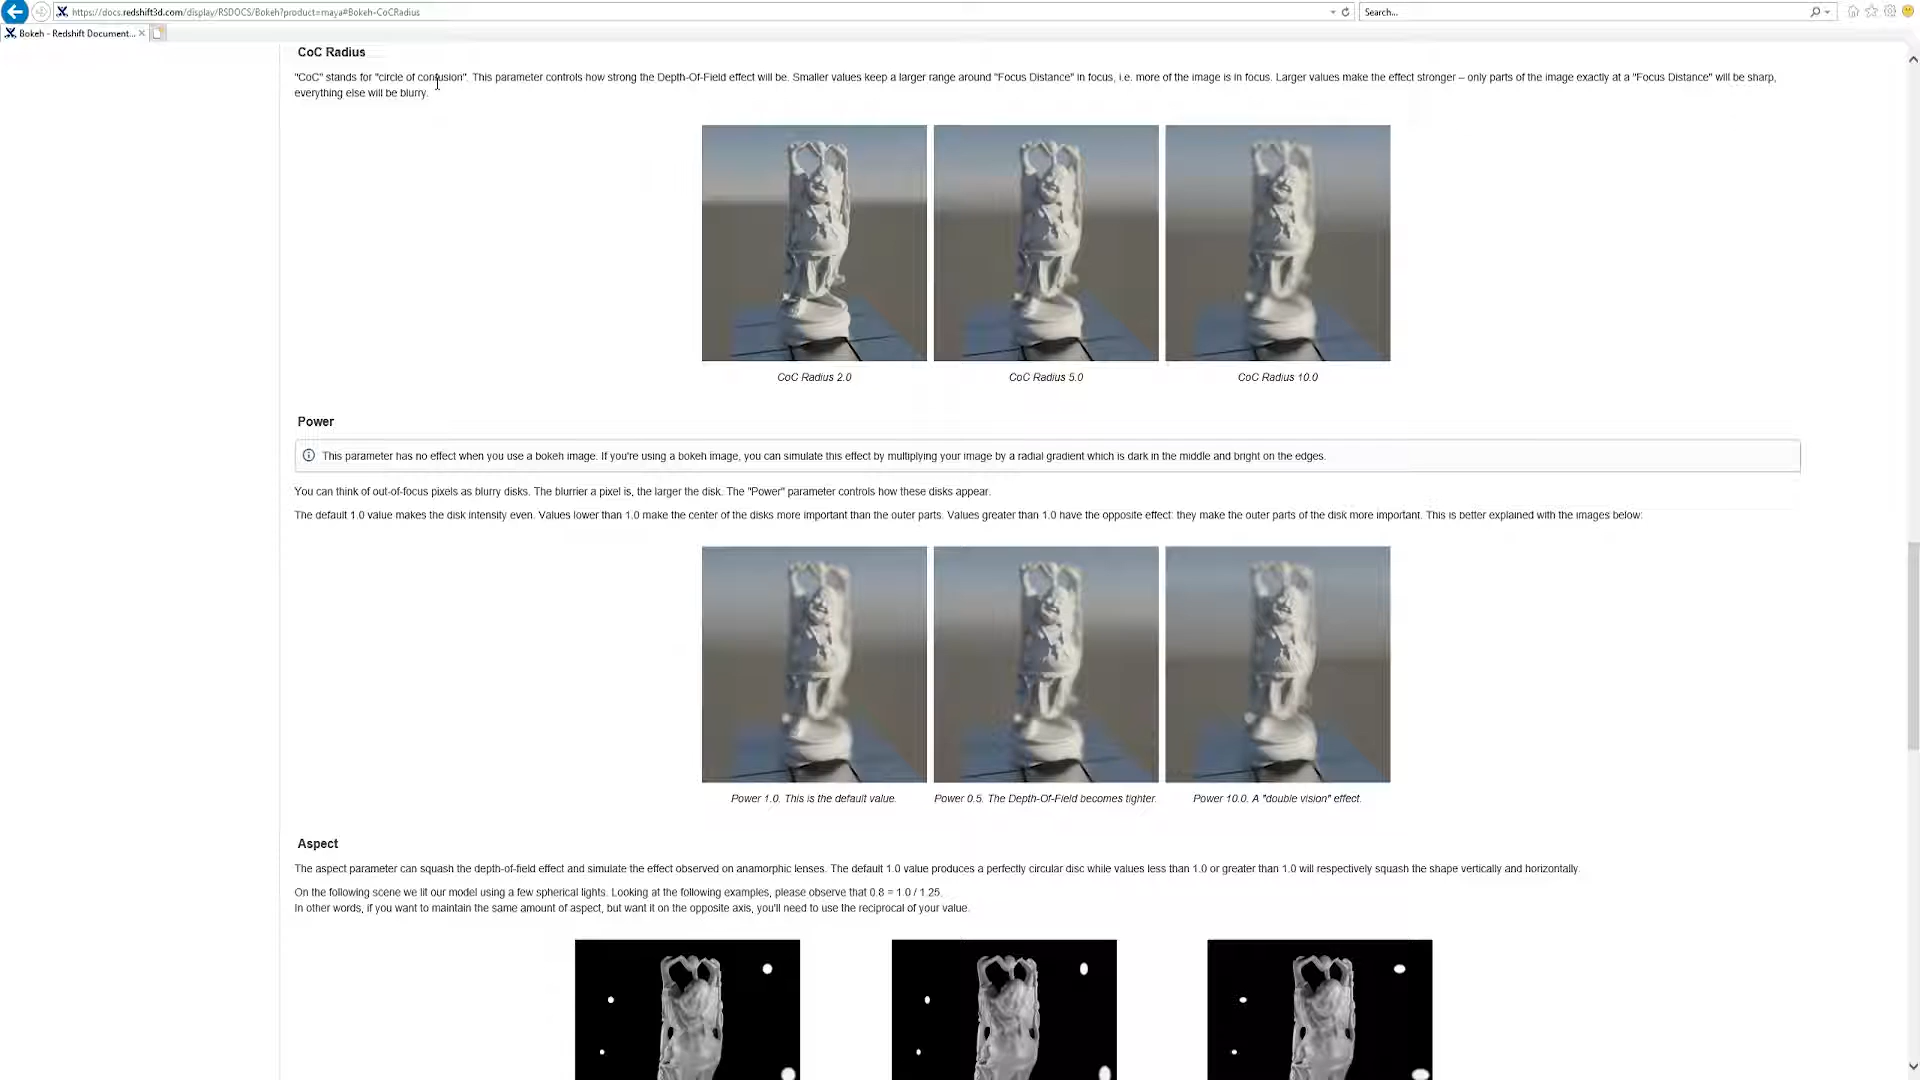 https://docs.redshift3d.com/display/RSDOCS/Bokeh?product=maya#Bokeh-CoCRadius
Search...
Bokeh - Redshift Document...
CoC Radius
"CoC" stands for "circle of confusion". This parameter controls how strong the Depth-Of-Field effect will be. Smaller values keep a larger range around "Focus Distance" in focus, i.e. more of the image is in focus. Larger values make the effect stronger – only parts of the image exactly at a "Focus Distance" will be sharp,
everything else will be blurry.
CoC Radius 2.0
CoC Radius 5.0
CoC Radius 10.0
Power
This parameter has no effect when you use a bokeh image. If you're using a bokeh image, you can simulate this effect by multiplying your image by a radial gradient which is dark in the middle and bright on the edges.
You can think of out-of-focus pixels as blurry disks. The blurrier a pixel is, the larger the disk. The "Power" parameter controls how these disks appear.
The default 1.0 value makes the disk intensity even. Values lower than 1.0 make the center of the disks more important than the outer parts. Values greater than 1.0 have the opposite effect: they make the outer parts of the disk more important. This is better explained with the images below:
Power 1.0. This is the default value.
Power 0.5. The Depth-Of-Field becomes tighter.
Power 10.0. A "double vision" effect.
Aspect
The aspect parameter can squash the depth-of-field effect and simulate the effect observed on anamorphic lenses. The default 1.0 value produces a perfectly circular disc while values less than 1.0 or greater than 1.0 will respectively squash the shape vertically and horizontally.
On the following scene we lit our model using a few spherical lights. Looking at the following examples, please observe that 0.8 = 1.0 / 1.25.
In other words, if you want to maintain the same amount of aspect, but want it on the opposite axis, you'll need to use the reciprocal of your value.